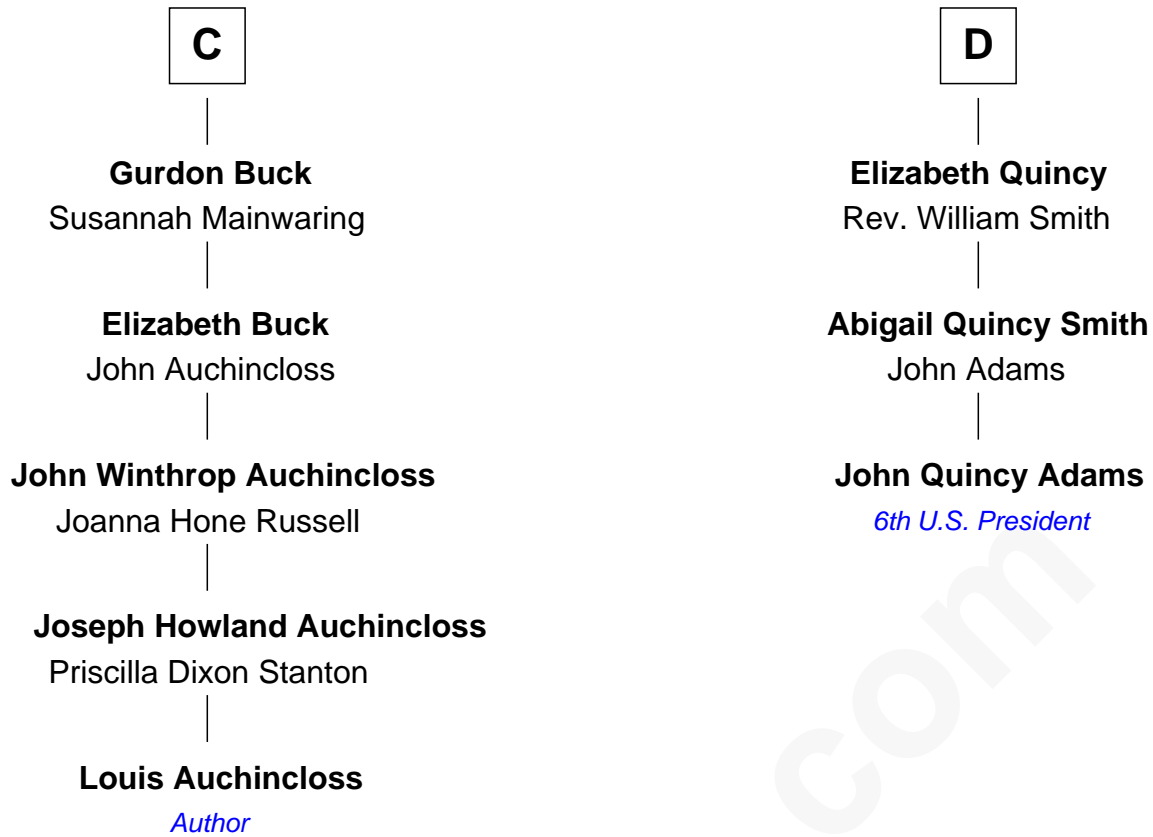 C
Gurdon Buck
Susannah Mainwaring
Elizabeth Buck
John Auchincloss
John Winthrop Auchincloss
Joanna Hone Russell
Joseph Howland Auchincloss
Priscilla Dixon Stanton
Louis Auchincloss
Author
D
Elizabeth Quincy
Rev. William Smith
Abigail Quincy Smith
John Adams
John Quincy Adams
6th U.S. President
com